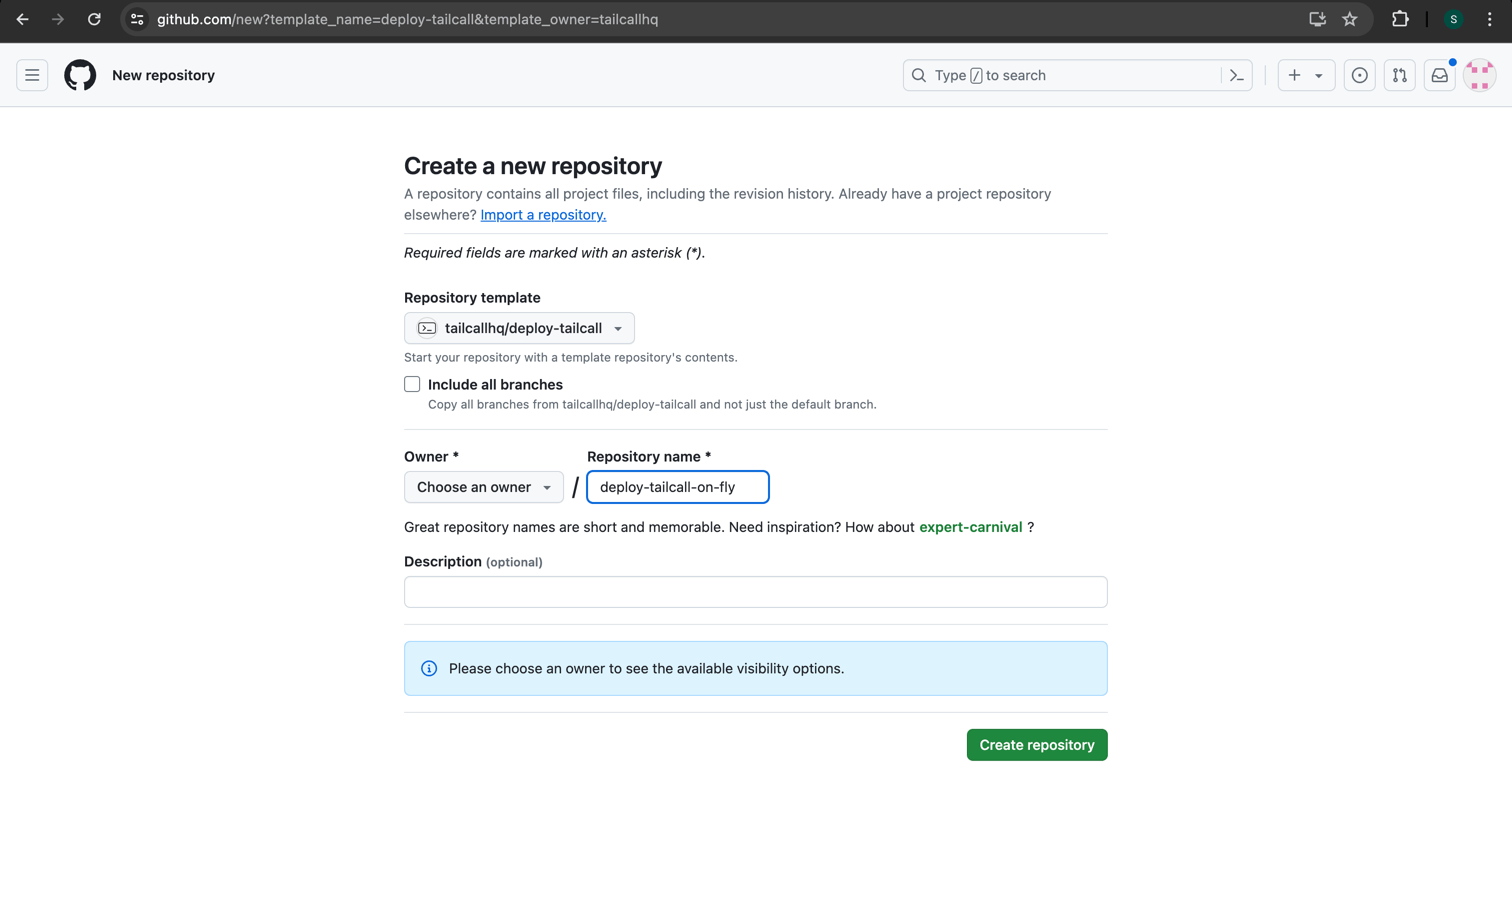 github.com/new?template_name=deploy-tailcall&template_owner=tailcallhq
S
New repository
Type / to search
Create a new repository
A repository contains all project files, including the revision history. Already have a project repository
elsewhere? Import a repository.
Required fields are marked with an asterisk (*).
Repository template
tailcallhq/deploy-tailcall
Start your repository with a template repository's contents.
Include all branches
Copy all branches from tailcallhq/deploy-tailcall and not just the default branch.
Owner * Repository name *
Choose an owner / deploy-tailcall-on-fly
Great repository names are short and memorable. Need inspiration? How about expert-carnival ?
Description (optional)
Please choose an owner to see the available visibility options.
Create repository